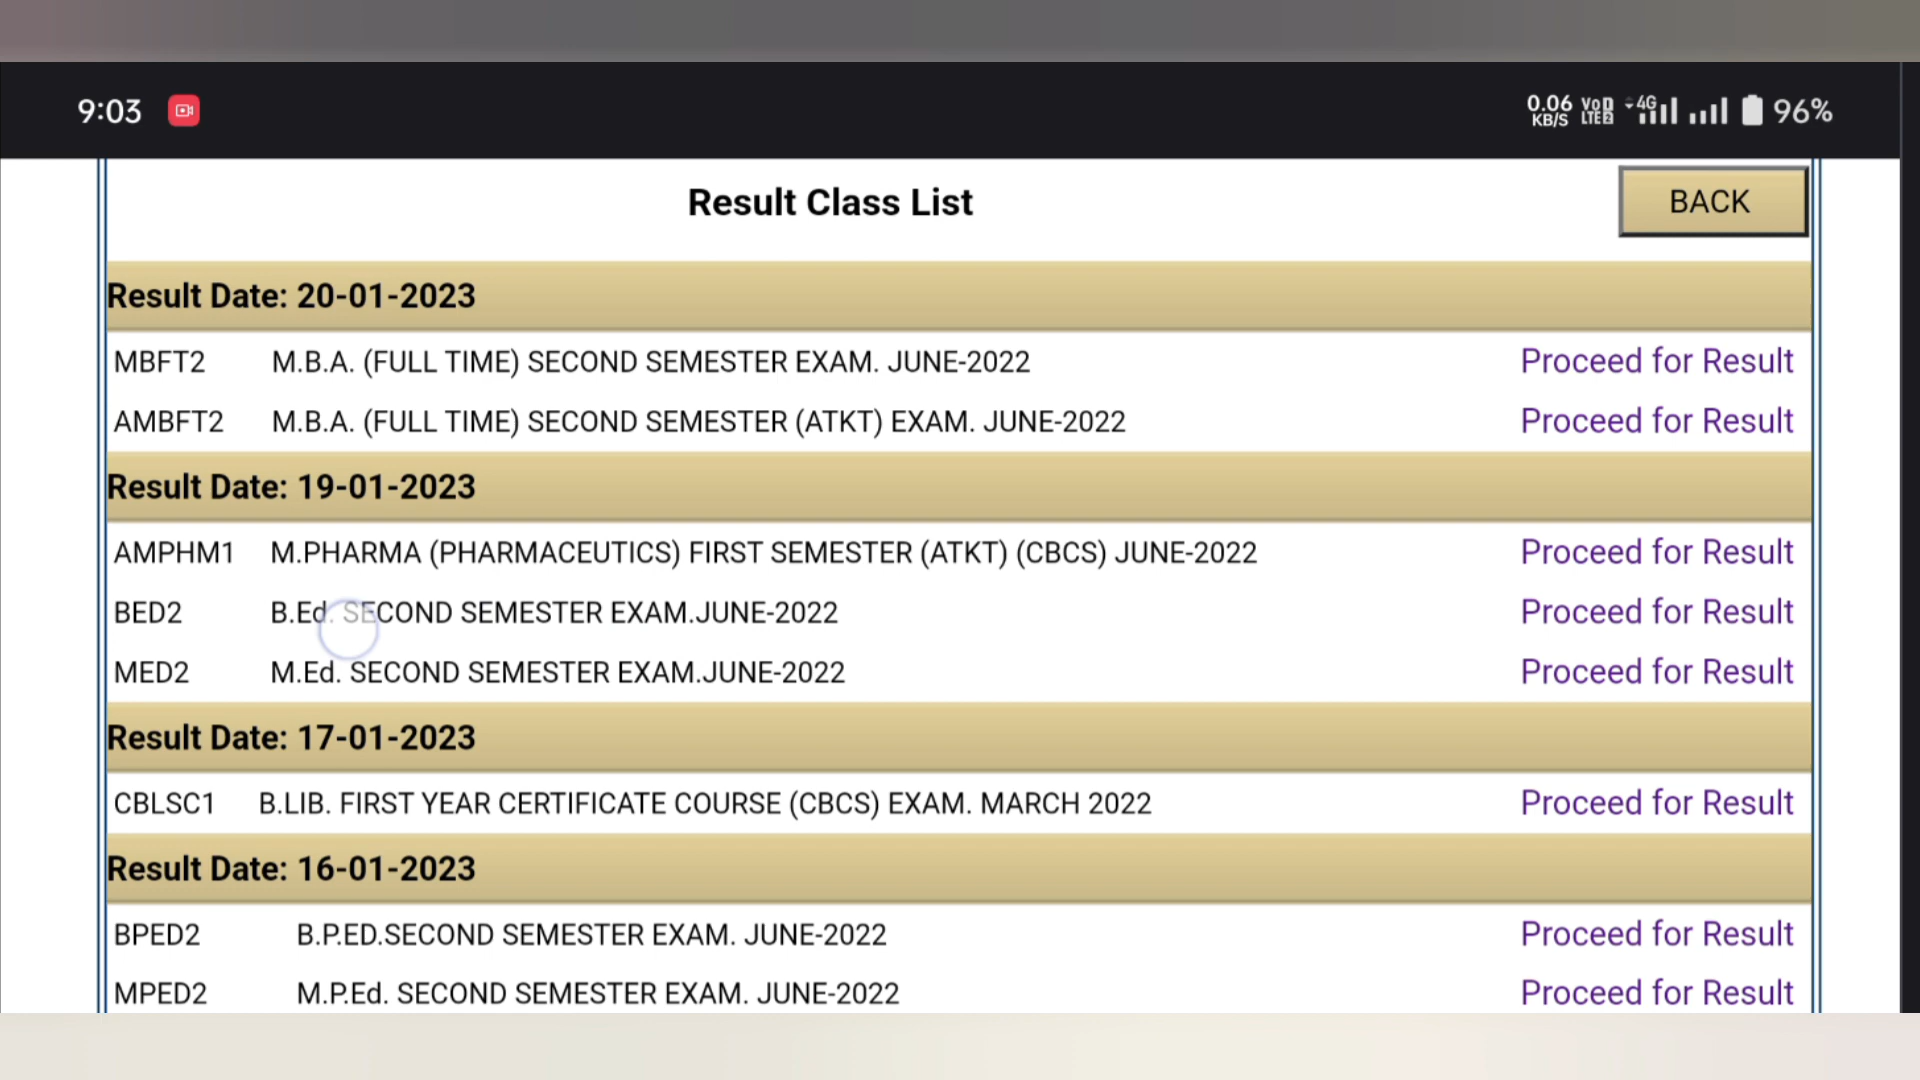 9:03
0.06 KB/S VoD LTE2 4G 96%
Result Class List
BACK
Result Date: 20-01-2023
MBFT2 M.B.A. (FULL TIME) SECOND SEMESTER EXAM. JUNE-2022 Proceed for Result
AMBFT2 M.B.A. (FULL TIME) SECOND SEMESTER (ATKT) EXAM. JUNE-2022 Proceed for Result
Result Date: 19-01-2023
AMPHM1 M.PHARMA (PHARMACEUTICS) FIRST SEMESTER (ATKT) (CBCS) JUNE-2022 Proceed for Result
BED2 B.Ed. SECOND SEMESTER EXAM.JUNE-2022 Proceed for Result
MED2 M.Ed. SECOND SEMESTER EXAM.JUNE-2022 Proceed for Result
Result Date: 17-01-2023
CBLSC1 B.LIB. FIRST YEAR CERTIFICATE COURSE (CBCS) EXAM. MARCH 2022 Proceed for Result
Result Date: 16-01-2023
BPED2 B.P.ED.SECOND SEMESTER EXAM. JUNE-2022 Proceed for Result
MPED2 M.P.Ed. SECOND SEMESTER EXAM. JUNE-2022 Proceed for Result